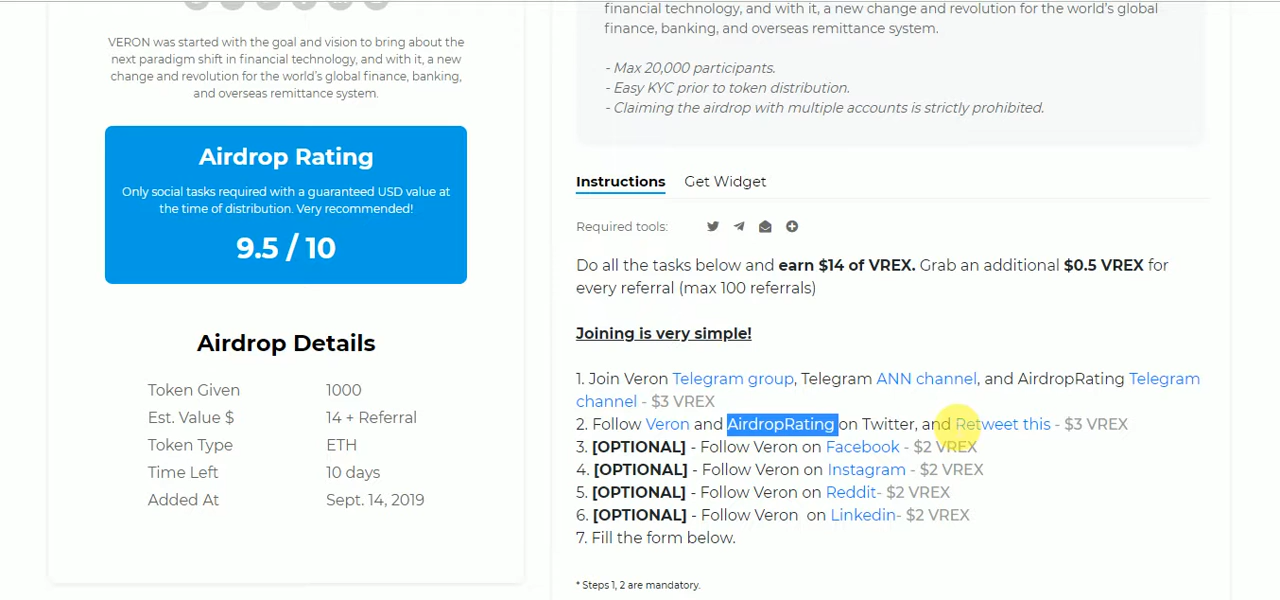 VERON was started with the goal and vision to bring about the
next paradigm shift in financial technology, and with it, a new
change and revolution for the world's global finance, banking,
and overseas remittance system.
Airdrop Rating
Only social tasks required with a guaranteed USD value at
the time of distribution. Very recommended!
9.5 / 10
Airdrop Details
Token Given 1000
Est. Value $ 14 + Referral
Token Type ETH
Time Left 10 days
Added At Sept. 14, 2019
financial technology, and with it, a new change and revolution for the world's global
finance, banking, and overseas remittance system.
- Max 20,000 participants.
- Easy KYC prior to token distribution.
- Claiming the airdrop with multiple accounts is strictly prohibited.
Instructions Get Widget
Required tools:
Do all the tasks below and earn $14 of VREX. Grab an additional $0.5 VREX for
every referral (max 100 referrals)
Joining is very simple!
1. Join Veron Telegram group, Telegram ANN channel, and AirdropRating Telegram
channel - $3 VREX
2. Follow Veron and AirdropRating on Twitter, and Retweet this - $3 VREX
3. [OPTIONAL] - Follow Veron on Facebook - $2 VREX
4. [OPTIONAL] - Follow Veron on Instagram - $2 VREX
5. [OPTIONAL] - Follow Veron on Reddit- $2 VREX
6. [OPTIONAL] - Follow Veron  on Linkedin- $2 VREX
7. Fill the form below.
* Steps 1, 2 are mandatory.